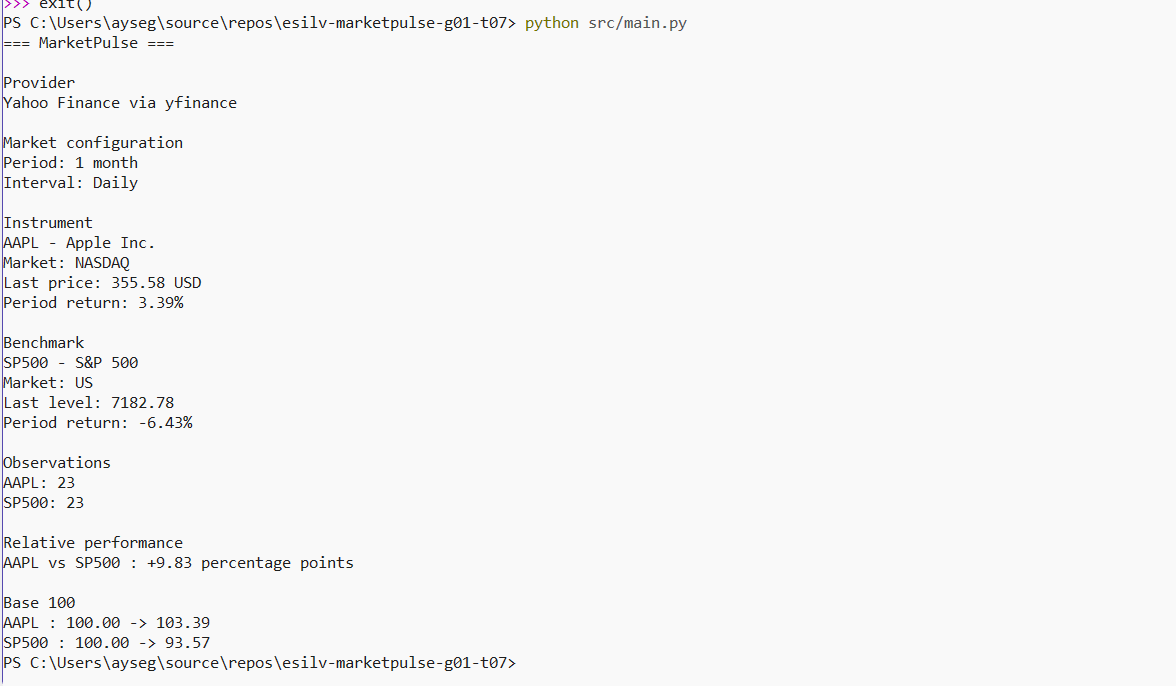 >>> exit()
PS C:\Users\ayseg\source\repos\esilv-marketpulse-g01-t07> python src/main.py
=== MarketPulse ===
Provider
Yahoo Finance via yfinance
Market configuration
Period: 1 month
Interval: Daily
Instrument
AAPL - Apple Inc.
Market: NASDAQ
Last price: 355.58 USD
Period return: 3.39%
Benchmark
SP500 - S&P 500
Market: US
Last level: 7182.78
Period return: -6.43%
Observations
AAPL: 23
SP500: 23
Relative performance
AAPL vs SP500 : +9.83 percentage points
Base 100
AAPL : 100.00 -> 103.39
SP500 : 100.00 -> 93.57
PS C:\Users\ayseg\source\repos\esilv-marketpulse-g01-t07>